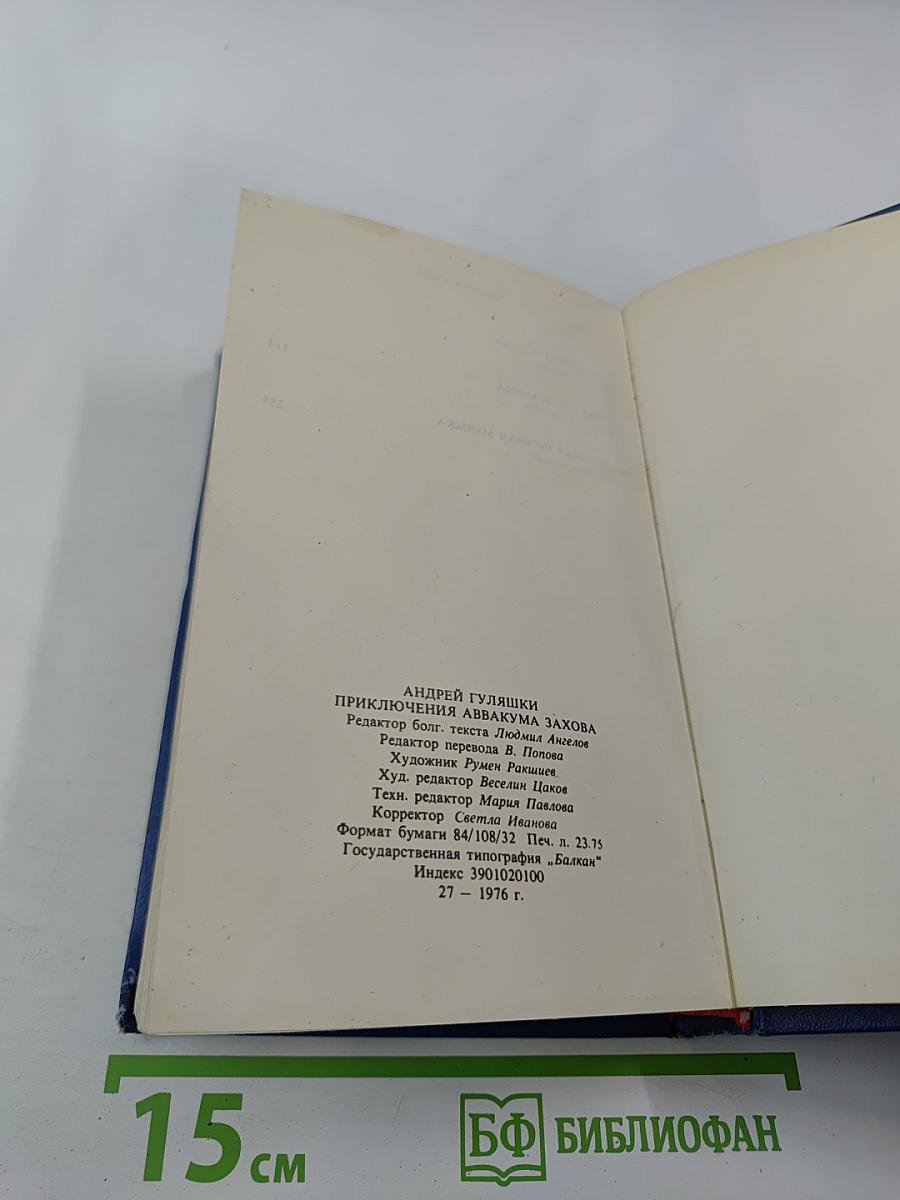 АНДРЕЙ ГУЛЯШКИ
ПРИКЛЮЧЕНИЯ АВВАКУМА ЗАХОВА
Редактор болг. текста Людмил Ангелов
Редактор перевода В. Попова
Художник Румен Ракшиев
Худ. редактор Веселин Цаков
Техн. редактор Мария Павлова
Корректор Светла Иванова
Формат бумаги 84/108/32 Печ. л. 23.75
Государственная типография „Балкан“
Индекс 3901020100
27 — 1976 г.
15 см
БФ БИБЛИОФАН